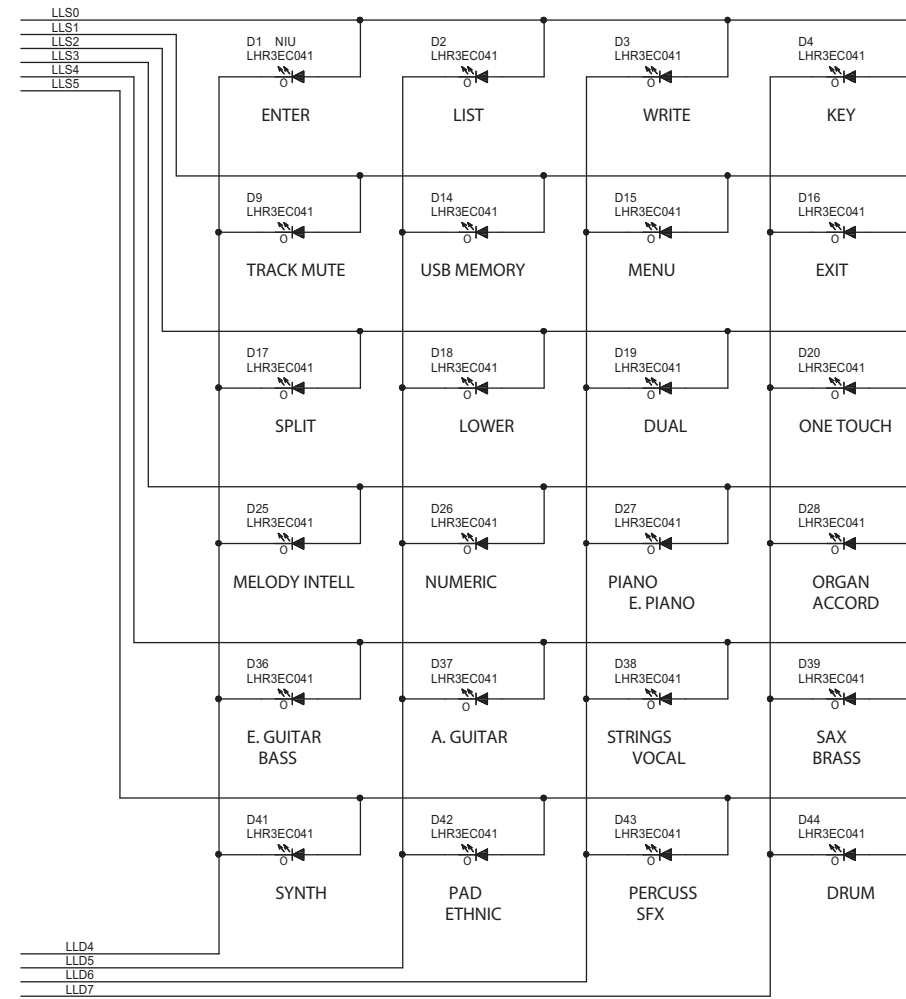 LLS0
LLS1
LLS2
LLS3
LLS4
LLS5
D1 NIU
LHR3EC041
O
ENTER
D2
LHR3EC041
O
LIST
D3
LHR3EC041
O
WRITE
D4
LHR3EC041
O
KEY
D9
LHR3EC041
O
TRACK MUTE
D14
LHR3EC041
O
USB MEMORY
D15
LHR3EC041
O
MENU
D16
LHR3EC041
O
EXIT
D17
LHR3EC041
O
SPLIT
D18
LHR3EC041
O
LOWER
D19
LHR3EC041
O
DUAL
D20
LHR3EC041
O
ONE TOUCH
D25
LHR3EC041
O
MELODY INTELL
D26
LHR3EC041
O
NUMERIC
D27
LHR3EC041
O
PIANO
E. PIANO
D28
LHR3EC041
O
ORGAN
ACCORD
D36
LHR3EC041
O
E. GUITAR
BASS
D37
LHR3EC041
O
A. GUITAR
D38
LHR3EC041
O
STRINGS
VOCAL
D39
LHR3EC041
O
SAX
BRASS
D41
LHR3EC041
O
SYNTH
D42
LHR3EC041
O
PAD
ETHNIC
D43
LHR3EC041
O
PERCUSS
SFX
D44
LHR3EC041
O
DRUM
LLD4
LLD5
LLD6
LLD7